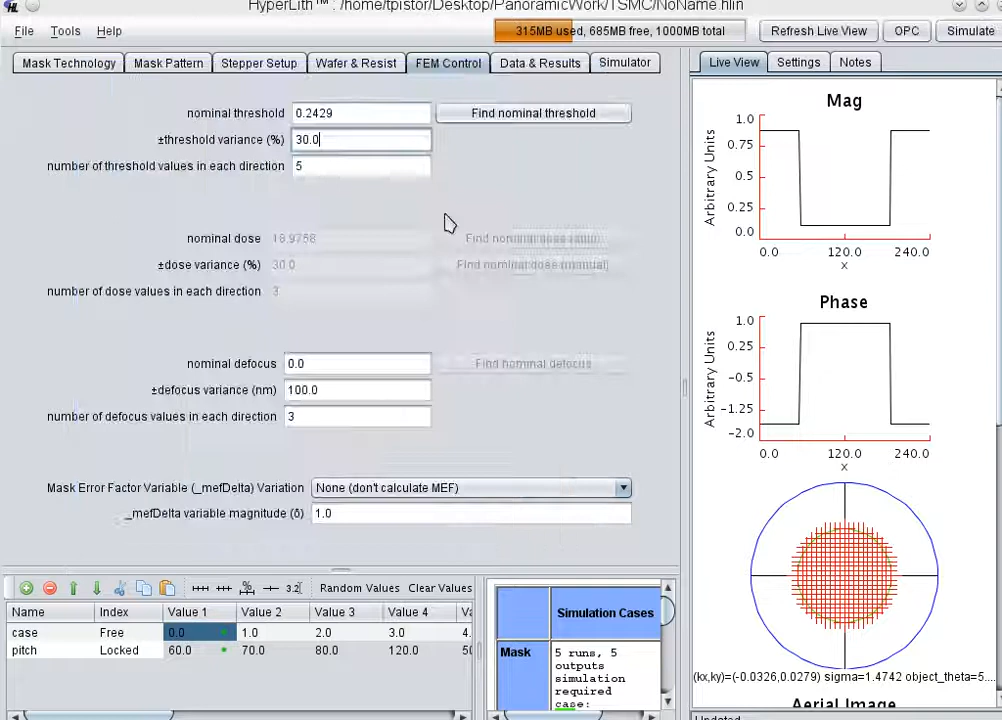 HyperLith™ : /home/tpistor/Desktop/PanoramicWork/TSMC/NoName.hlin
File Tools Help
315MB used, 685MB free, 1000MB total
Refresh Live View
OPC
Simulate
Mask Technology
Mask Pattern
Stepper Setup
Wafer & Resist
FEM Control
Data & Results
Simulator
Live View
Settings
Notes
nominal threshold 0.2429 Find nominal threshold
±threshold variance (%) 30.0
number of threshold values in each direction 5
nominal dose 18.9758
±dose variance (%) 30.0 Find nominal dose (manual)
number of dose values in each direction 3
nominal defocus 0.0 Find nominal defocus
±defocus variance (nm) 100.0
number of defocus values in each direction 3
Mask Error Factor Variable (_mefDelta) Variation None (don't calculate MEF)
_mefDelta variable magnitude (δ) 1.0
Mag
Arbitrary Units
1.0
0.75
0.5
0.25
0.0
0.0 120.0 240.0
x
Phase
Arbitrary Units
1.0
0.25
-0.5
-1.25
-2.0
0.0 120.0 240.0
x
(kx,ky)=(-0.0326,0.0279) sigma=1.4742 object_theta=5....
Aerial Image
3.2
Random Values Clear Values
Name Index Value 1 Value 2 Value 3 Value 4
case Free 0.0 1.0 2.0 3.0 4.
pitch Locked 60.0 70.0 80.0 120.0 50
Simulation Cases
Mask
5 runs, 5
outputs
simulation
required
case:
Updated